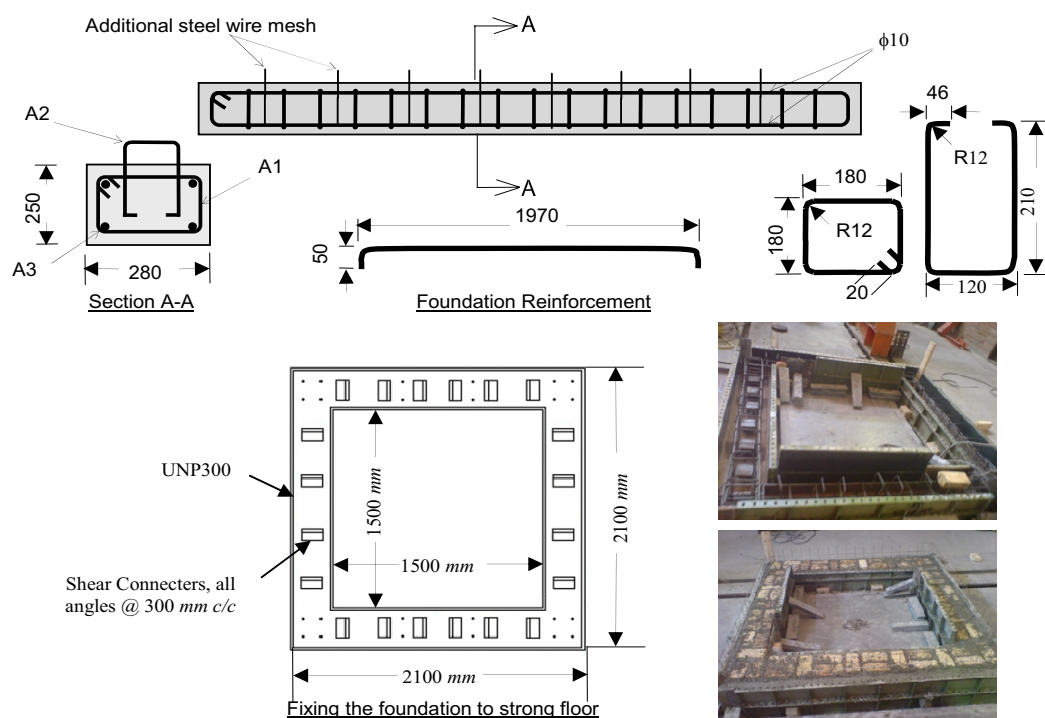 Additional steel wire mesh
A
ϕ10
A2
A1
250
A3
280
Section A-A
A
1970
50
Foundation Reinforcement
46
R12
180
180
R12
20
210
120
UNP300
Shear Connecters, all
angles @ 300 mm c/c
1500 mm
1500 mm
2100 mm
2100 mm
Fixing the foundation to strong floor